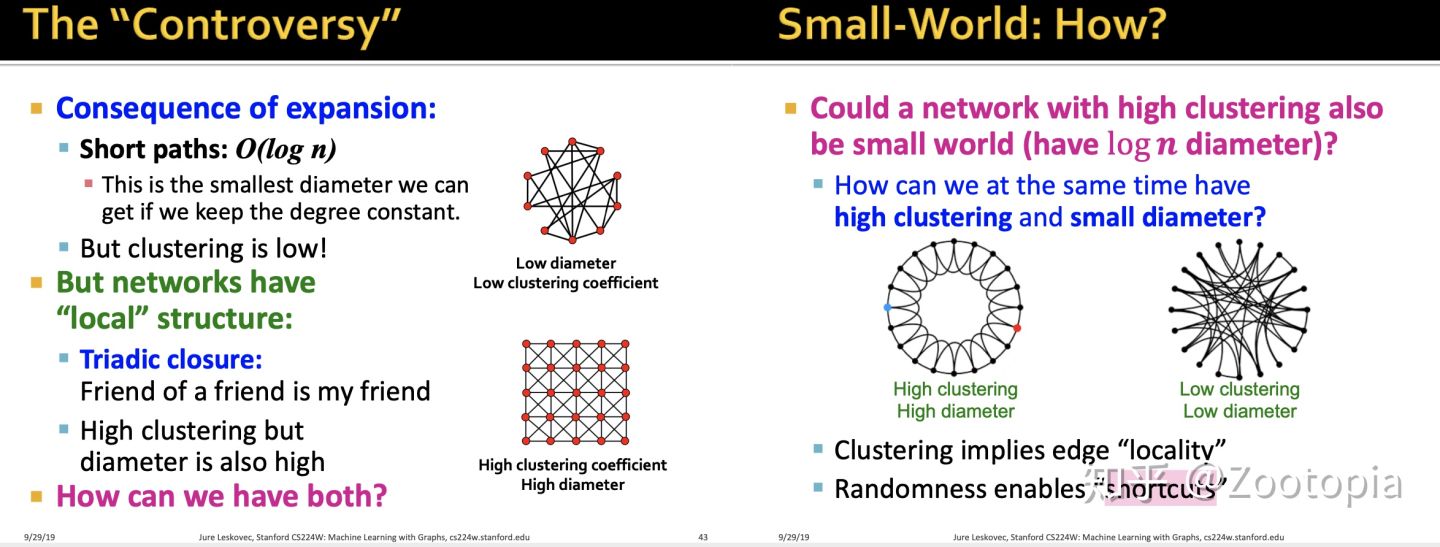 The “Controversy”
Consequence of expansion:
Short paths: O(log n)
This is the smallest diameter we can
get if we keep the degree constant.
But clustering is low!
But networks have
“local” structure:
Triadic closure:
Friend of a friend is my friend
High clustering but
diameter is also high
How can we have both?
Low diameter
Low clustering coefficient
High clustering coefficient
High diameter
9/29/19
Jure Leskovec, Stanford CS224W: Machine Learning with Graphs, cs224w.stanford.edu
43
Small-World: How?
Could a network with high clustering also
be small world (have log n diameter)?
How can we at the same time have
high clustering and small diameter?
High clustering
High diameter
Low clustering
Low diameter
Clustering implies edge “locality”
Randomness enables “shortcuts”
知乎 @Zootopia
9/29/19
Jure Leskovec, Stanford CS224W: Machine Learning with Graphs, cs224w.stanford.edu